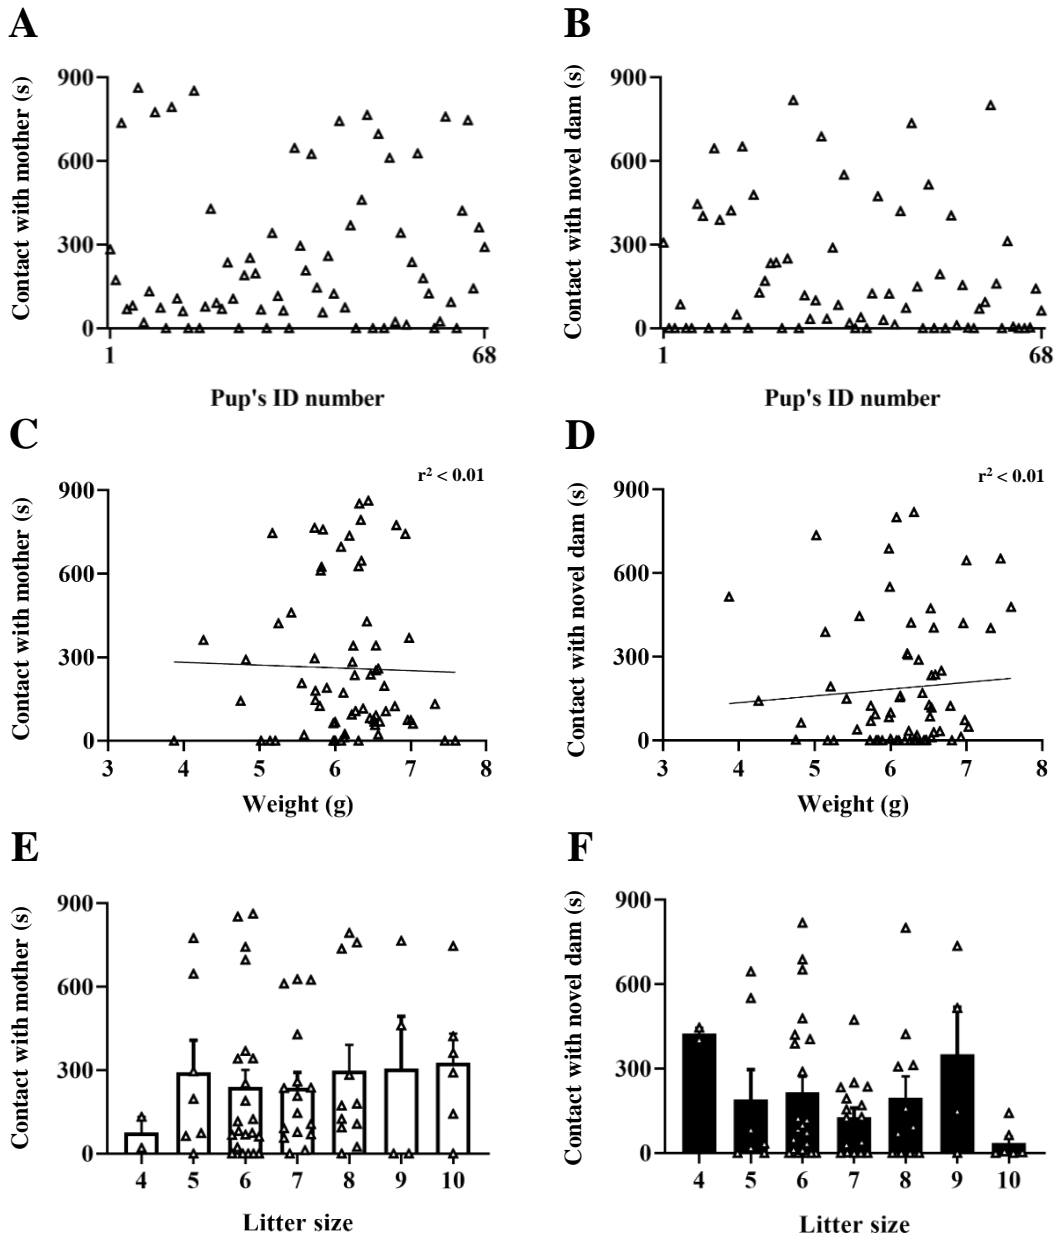 A
Contact with mother (s)
900
600
300
0
1
68
Pup's ID number
B
Contact with novel dam (s)
900
600
300
0
1
68
Pup's ID number
C
r² < 0.01
Contact with mother (s)
900
600
300
0
3 4 5 6 7 8
Weight (g)
D
r² < 0.01
Contact with novel dam (s)
900
600
300
0
3 4 5 6 7 8
Weight (g)
E
Contact with mother (s)
900
600
300
0
4 5 6 7 8 9 10
Litter size
F
Contact with novel dam (s)
900
600
300
0
4 5 6 7 8 9 10
Litter size